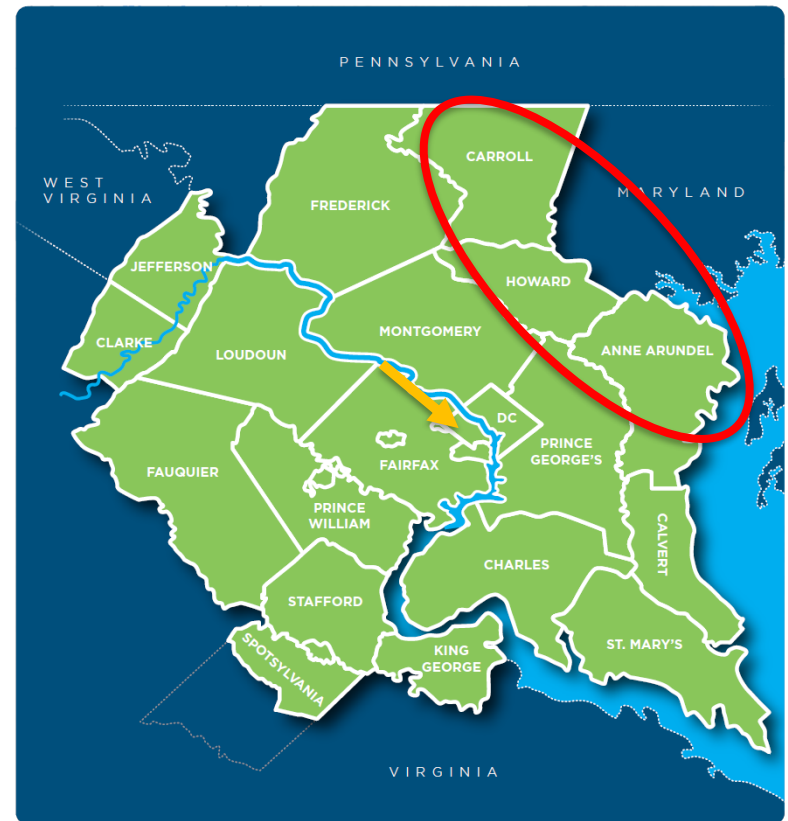 PENNSYLVANIA
CARROLL
WEST
VIRGINIA
MARYLAND
FREDERICK
JEFFERSON
HOWARD
MONTGOMERY
CLARKE
LOUDOUN
ANNE ARUNDEL
DC
PRINCE
GEORGE'S
FAIRFAX
FAUQUIER
PRINCE
WILLIAM
CALVERT
CHARLES
STAFFORD
ST. MARY'S
KING
GEORGE
SPOTSYLVANIA
VIRGINIA